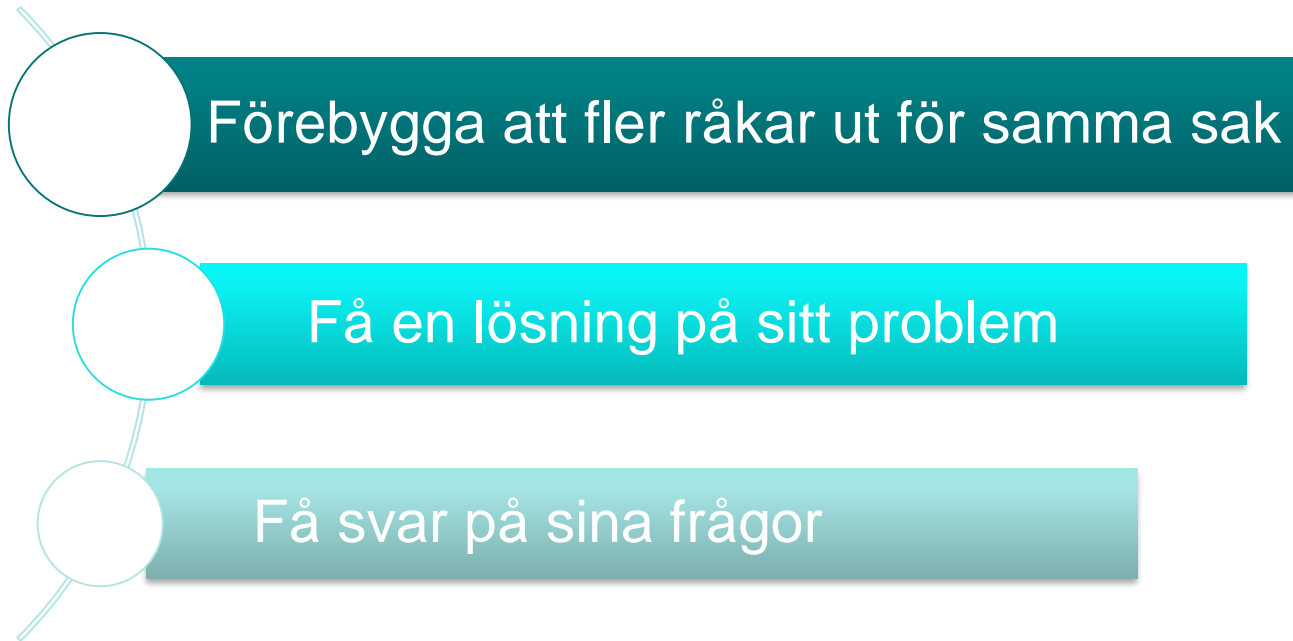 Förebygga att fler råkar ut för samma sak
Få en lösning på sitt problem
Få svar på sina frågor